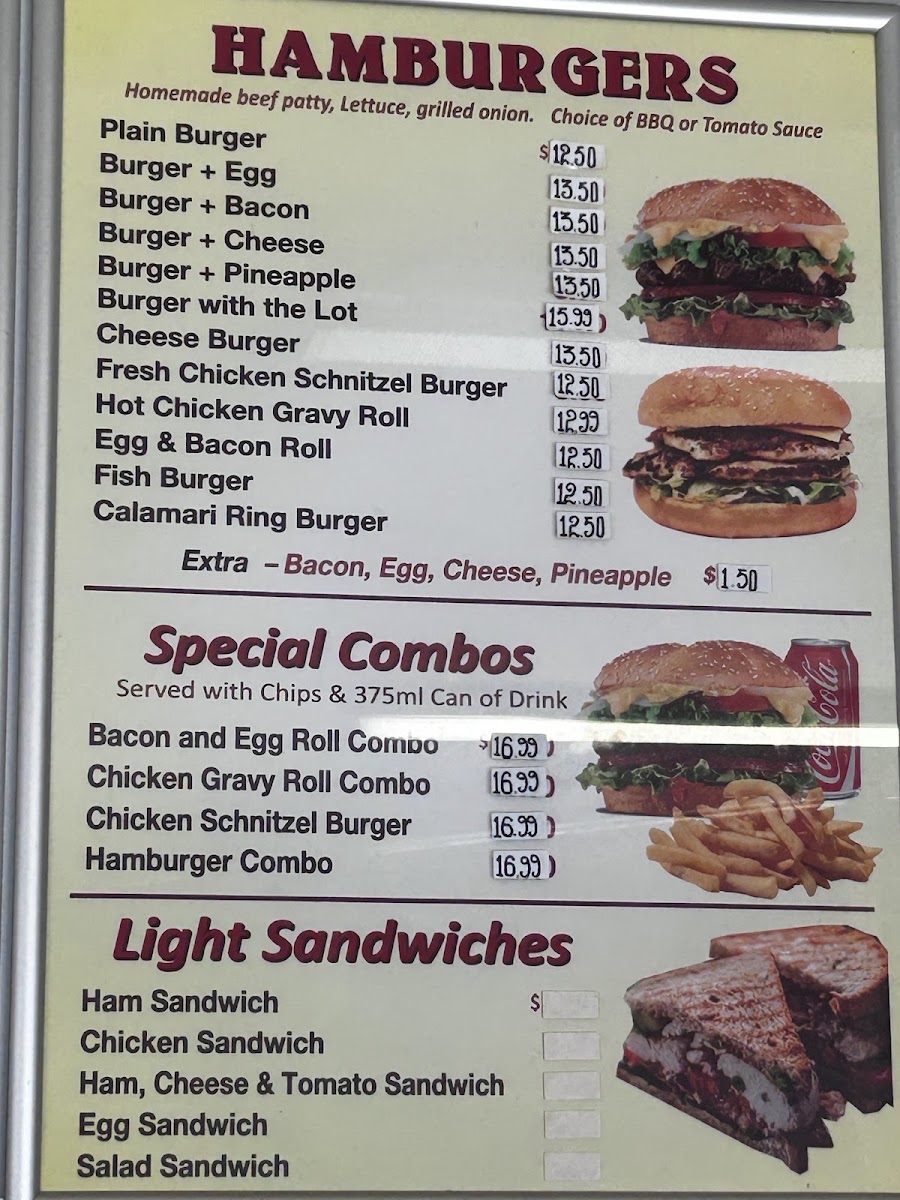 HAMBURGERS
Homemade beef patty, Lettuce, grilled onion. Choice of BBQ or Tomato Sauce
Plain Burger $12.50
Burger + Egg 13.50
Burger + Bacon 13.50
Burger + Cheese 13.50
Burger + Pineapple 13.50
Burger with the Lot 15.99
Cheese Burger 13.50
Fresh Chicken Schnitzel Burger 12.50
Hot Chicken Gravy Roll 12.99
Egg & Bacon Roll 12.50
Fish Burger 12.50
Calamari Ring Burger 12.50
Extra – Bacon, Egg, Cheese, Pineapple $1.50
Special Combos
Served with Chips & 375ml Can of Drink
Bacon and Egg Roll Combo $16.99
Chicken Gravy Roll Combo 16.99
Chicken Schnitzel Burger 16.99
Hamburger Combo 16.99
Coca-Cola
Light Sandwiches
Ham Sandwich $
Chicken Sandwich
Ham, Cheese & Tomato Sandwich
Egg Sandwich
Salad Sandwich